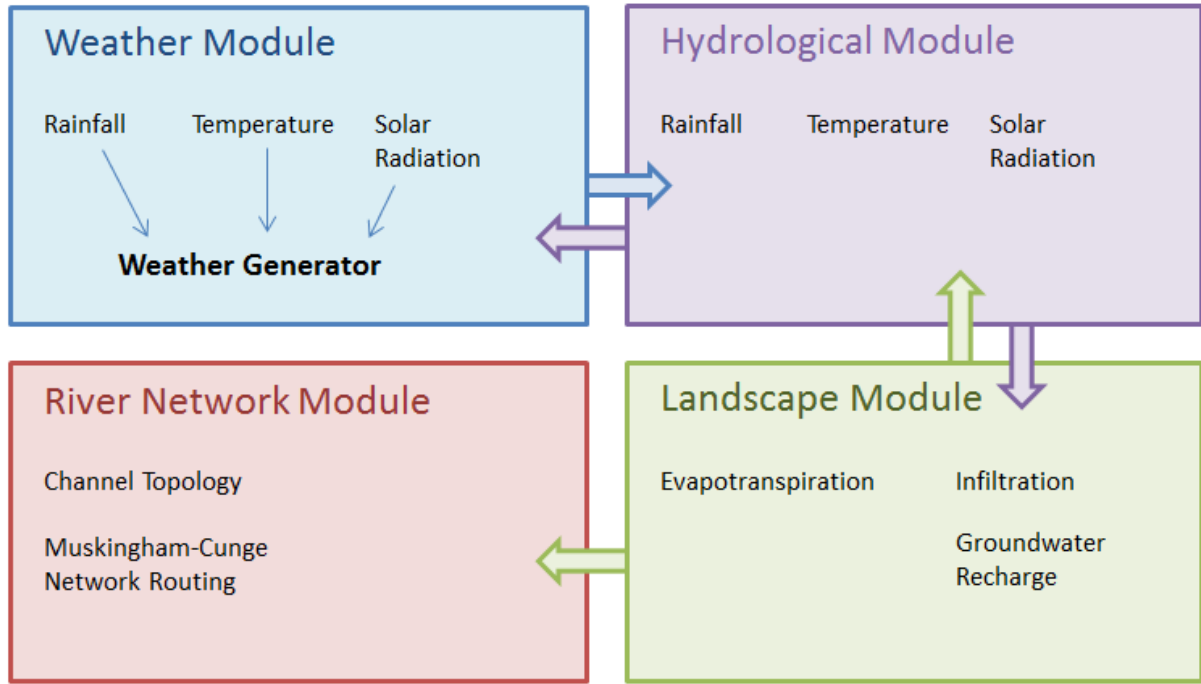 Weather Module
Rainfall
Temperature
Solar
Radiation
Weather Generator
Hydrological Module
Rainfall
Temperature
Solar
Radiation
River Network Module
Channel Topology
Muskingham-Cunge
Network Routing
Landscape Module
Evapotranspiration
Infiltration
Groundwater
Recharge